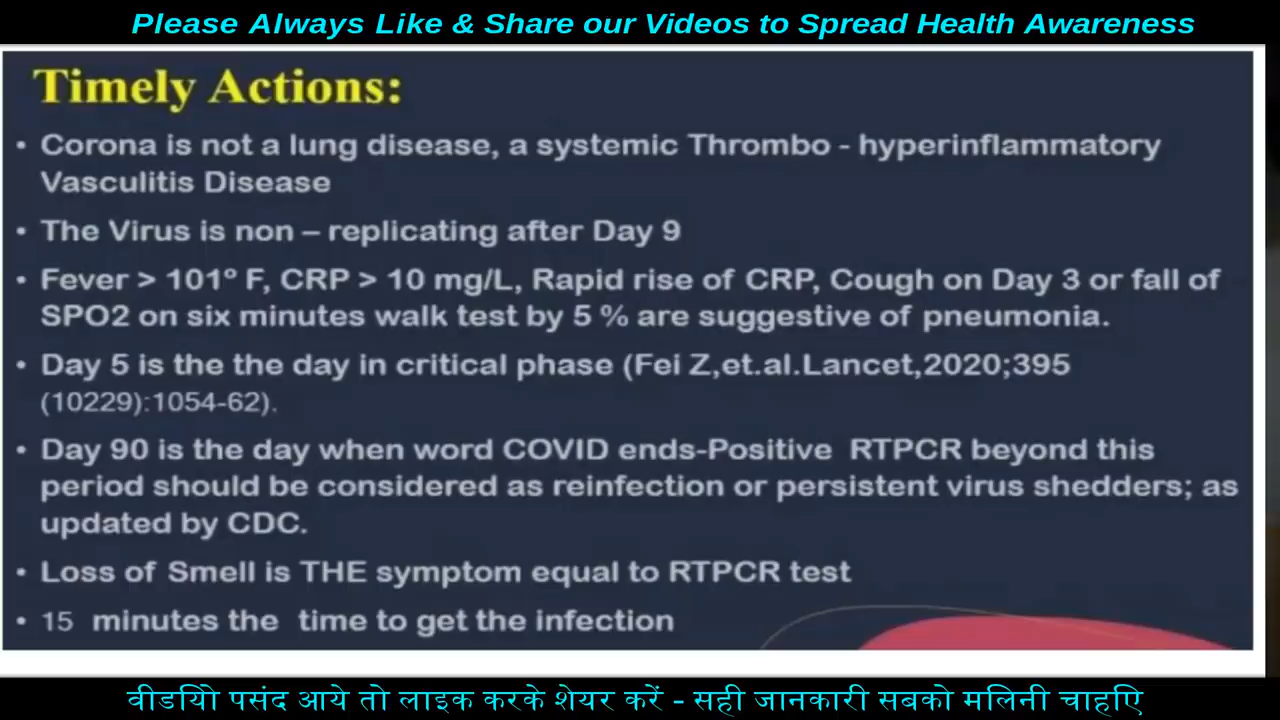 Please Always Like & Share our Videos to Spread Health Awareness
Timely Actions:
• Corona is not a lung disease, a systemic Thrombo - hyperinflammatory
Vasculitis Disease
• The Virus is non – replicating after Day 9
• Fever > 101º F, CRP > 10 mg/L, Rapid rise of CRP, Cough on Day 3 or fall of
SPO2 on six minutes walk test by 5 % are suggestive of pneumonia.
• Day 5 is the the day in critical phase (Fei Z,et.al.Lancet,2020;395
(10229):1054-62).
• Day 90 is the day when word COVID ends-Positive RTPCR beyond this
period should be considered as reinfection or persistent virus shedders; as
updated by CDC.
• Loss of Smell is THE symptom equal to RTPCR test
• 15 minutes the time to get the infection
वीडियो पसंद आये तो लाइक करके शेयर करें - सही जानकारी सबको मिलनी चाहिए